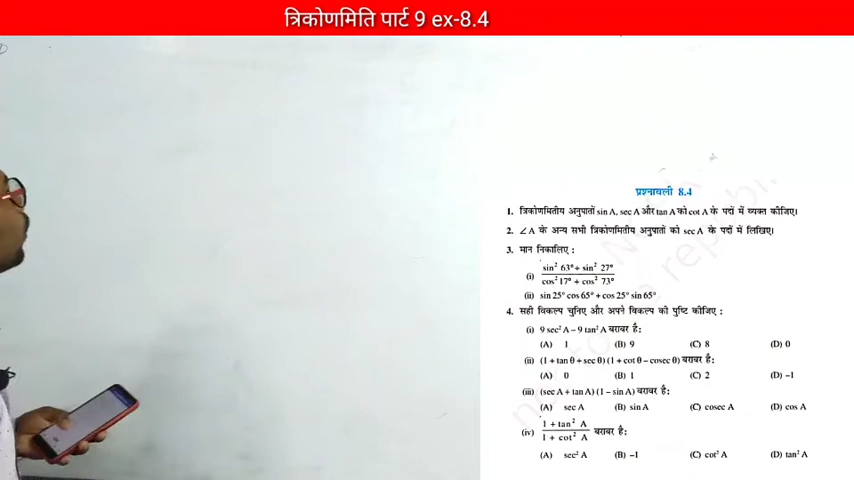 त्रिकोणमिति पार्ट 9 ex-8.4
प्रश्नावली 8.4
1. त्रिकोणमितीय अनुपातों sin A, sec A और tan A को cot A के पदों में व्यक्त कीजिए।
2. ∠A के अन्य सभी त्रिकोणमितीय अनुपातों को sec A के पदों में लिखिए।
3. मान निकालिए :
(i) sin² 63° + sin² 27° / cos² 17° + cos² 73°
(ii) sin 25° cos 65° + cos 25° sin 65°
4. सही विकल्प चुनिए और अपने विकल्प की पुष्टि कीजिए :
(i) 9 sec² A – 9 tan² A बराबर है:
(A) 1 (B) 9 (C) 8 (D) 0
(ii) (1 + tan θ + sec θ) (1 + cot θ – cosec θ) बराबर है:
(A) 0 (B) 1 (C) 2 (D) –1
(iii) (sec A + tan A) (1 – sin A) बराबर है:
(A) sec A (B) sin A (C) cosec A (D) cos A
(iv) 1 + tan² A / 1 + cot² A बराबर है:
(A) sec² A (B) –1 (C) cot² A (D) tan² A